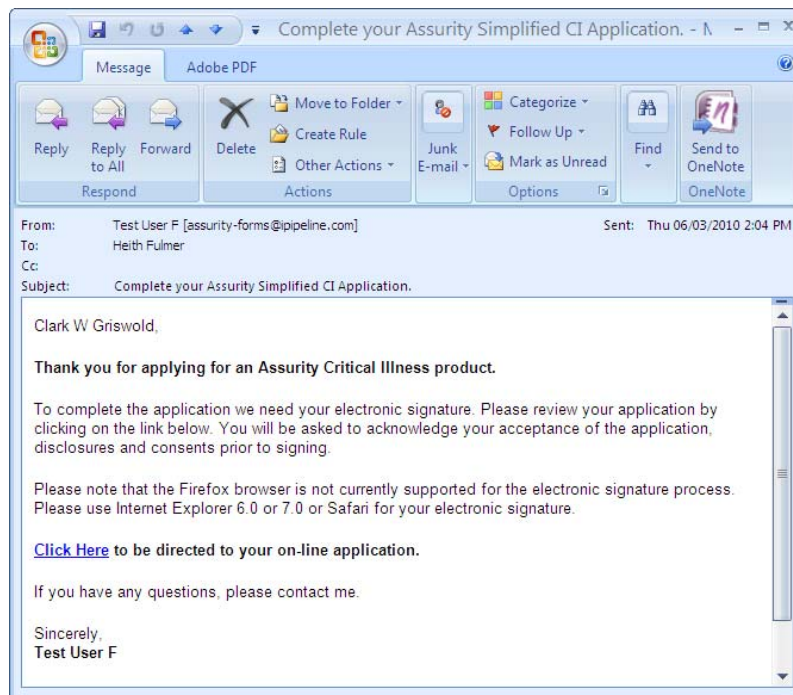 Complete your Assurity Simplified CI Application. - M
Message Adobe PDF
Reply
Reply to All
Forward
Respond
Delete
Move to Folder
Create Rule
Other Actions
Actions
Junk E-mail
Categorize
Follow Up
Mark as Unread
Options
Find
Send to OneNote
OneNote
From: Test User F [assurity-forms@ipipeline.com] Sent: Thu 06/03/2010 2:04 PM
To: Heith Fulmer
Cc:
Subject: Complete your Assurity Simplified CI Application.
Clark W Griswold,
Thank you for applying for an Assurity Critical Illness product.
To complete the application we need your electronic signature. Please review your application by
clicking on the link below. You will be asked to acknowledge your acceptance of the application,
disclosures and consents prior to signing.
Please note that the Firefox browser is not currently supported for the electronic signature process.
Please use Internet Explorer 6.0 or 7.0 or Safari for your electronic signature.
Click Here to be directed to your on-line application.
If you have any questions, please contact me.
Sincerely,
Test User F